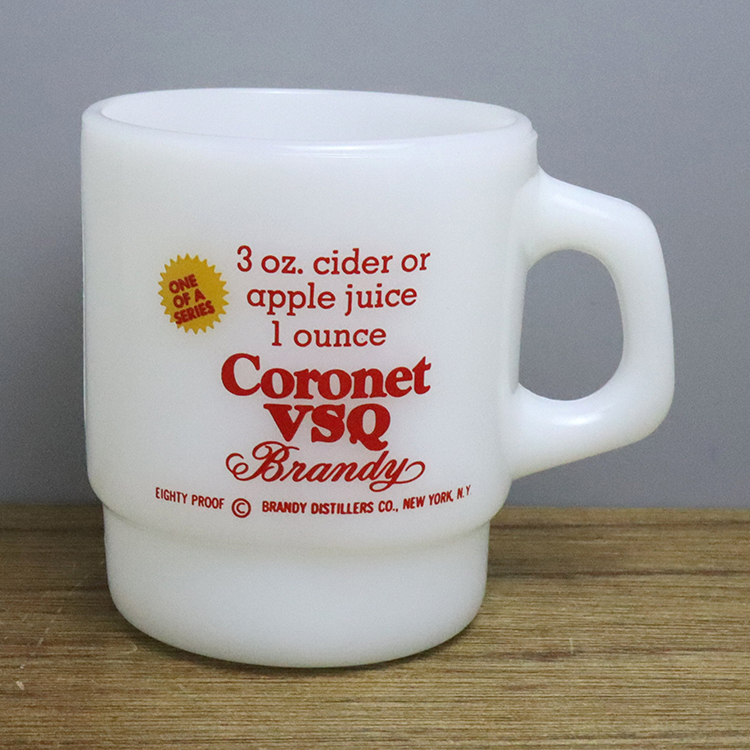 ONE
OF A
SERIES
3 oz. cider or
apple juice
1 ounce
Coronet
VSQ
Brandy
EIGHTY PROOF © BRANDY DISTILLERS CO., NEW YORK, N.Y